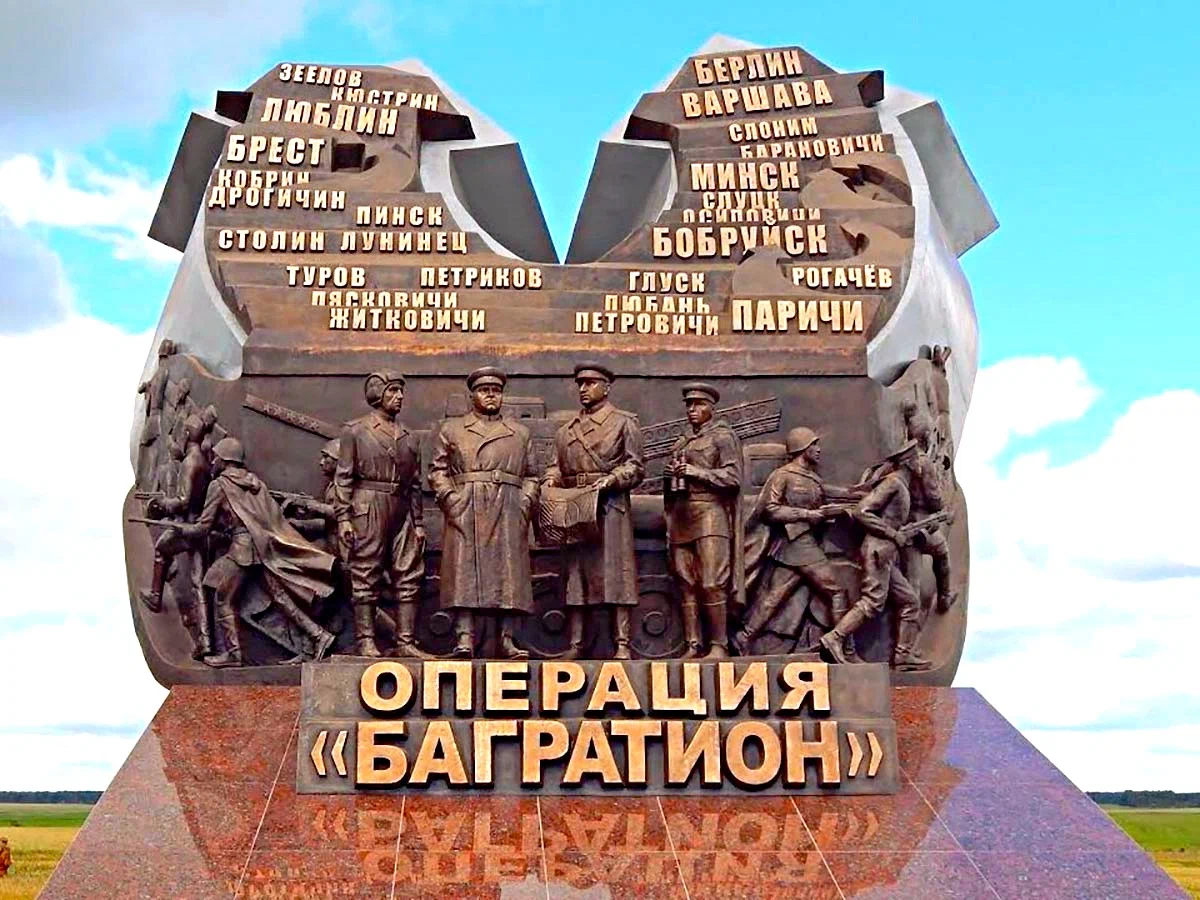 ЗЕЕЛОВ
КЮСТРИН
ЛЮБЛИН
БРЕСТ
КОБРИН
ДРОГИЧИН
ПИНСК
СТОЛИН ЛУНИНЕЦ
ТУРОВ ПЕТРИКОВ
ЛЯСКОВИЧИ
ЖИТКОВИЧИ
БЕРЛИН
ВАРШАВА
СЛОНИМ
БАРАНОВИЧИ
МИНСК
СЛУЦК
ОСИПОВИЧИ
БОБРУЙСК
ГЛУСК РОГАЧЁВ
ЛЮБАНЬ
ПЕТРОВИЧИ ПАРИЧИ
ОПЕРАЦИЯ
«БАГРАТИОН»